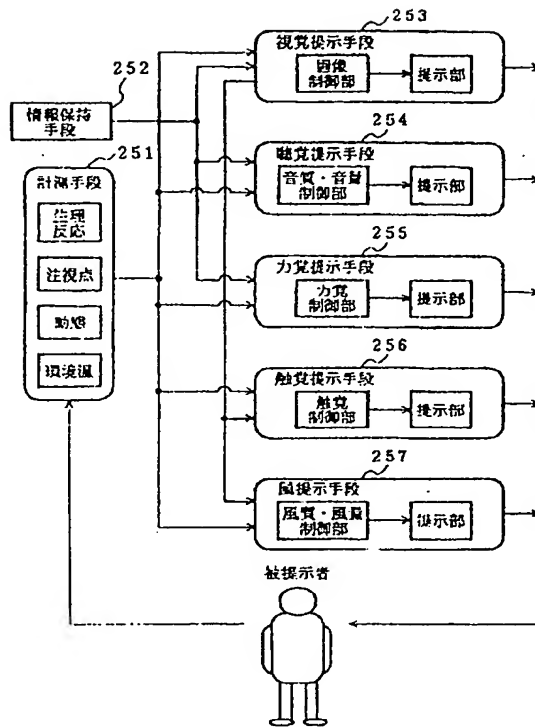 253
視覚提示手段
画像
制御部
提示部
252
情報保持
手段
251
計測手段
生理
反応
注視点
動態
環境温
254
聴覚提示手段
音質・音量
制御部
提示部
255
力覚提示手段
力覚
制御部
提示部
256
触覚提示手段
触覚
制御部
提示部
257
風提示手段
風質・風量
制御部
提示部
被提示者